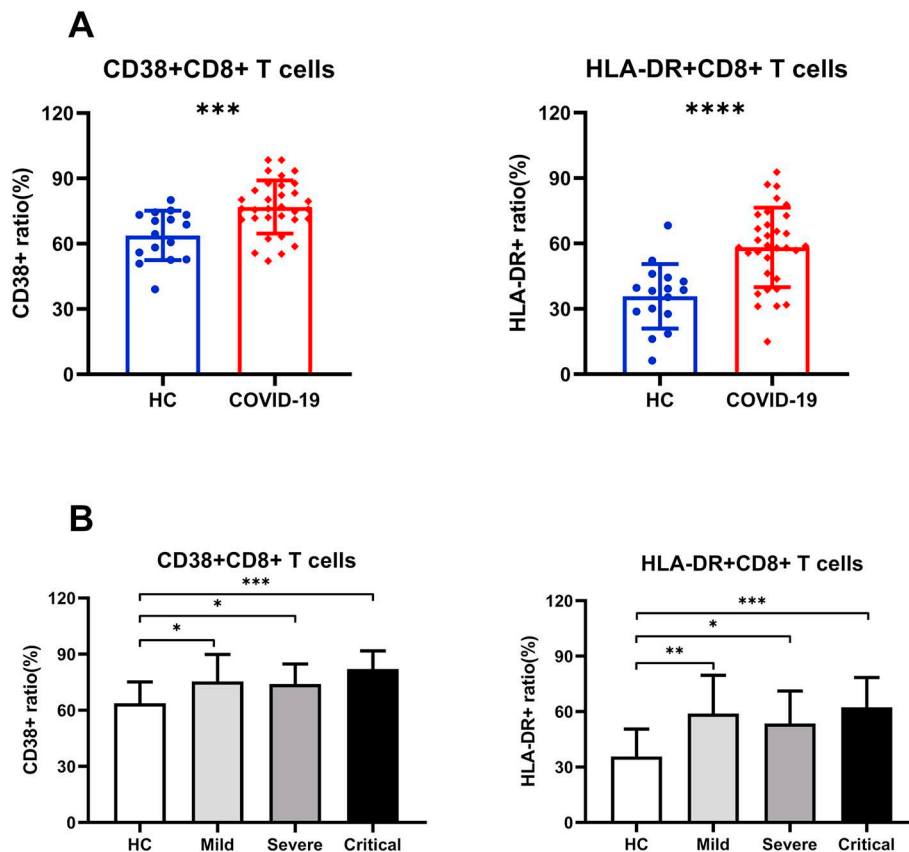 A
CD38+CD8+ T cells
***
CD38+ ratio(%)
120
90
60
30
0
HC COVID-19
HLA-DR+CD8+ T cells
****
HLA-DR+ ratio(%)
120
90
60
30
0
HC COVID-19
B
CD38+CD8+ T cells
***
*
*
CD38+ ratio(%)
120
90
60
30
0
HC Mild Severe Critical
HLA-DR+CD8+ T cells
***
*
**
HLA-DR+ ratio(%)
120
90
60
30
0
HC Mild Severe Critical